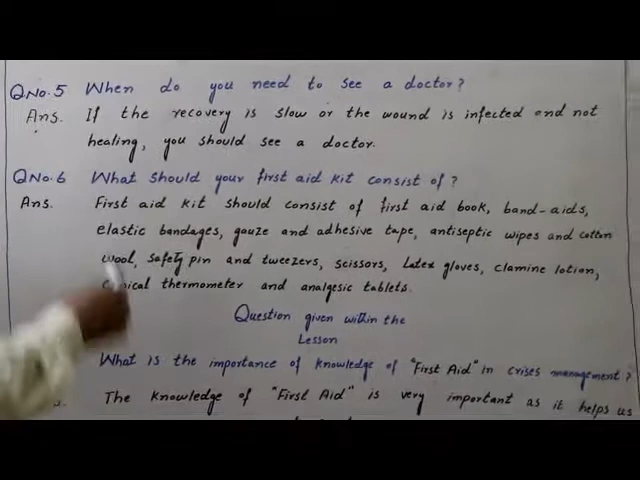 QNo.5 When do you need to see a doctor?
Ans. If the recovery is slow or the wound is infected and not
healing, you should see a doctor.
QNo.6 What should your first aid kit consist of?
Ans. First aid kit should consist of first aid book, band-aids,
elastic bandages, gauze and adhesive tape, antiseptic wipes and cotton
wool, safety pin and tweezers, scissors, Latex gloves, clamine lotion,
thermometer and analgesic tablets.
Question given within the
Lesson
What is the importance of knowledge of "First Aid" in crises management?
The knowledge of "First Aid" is very important as it helps us